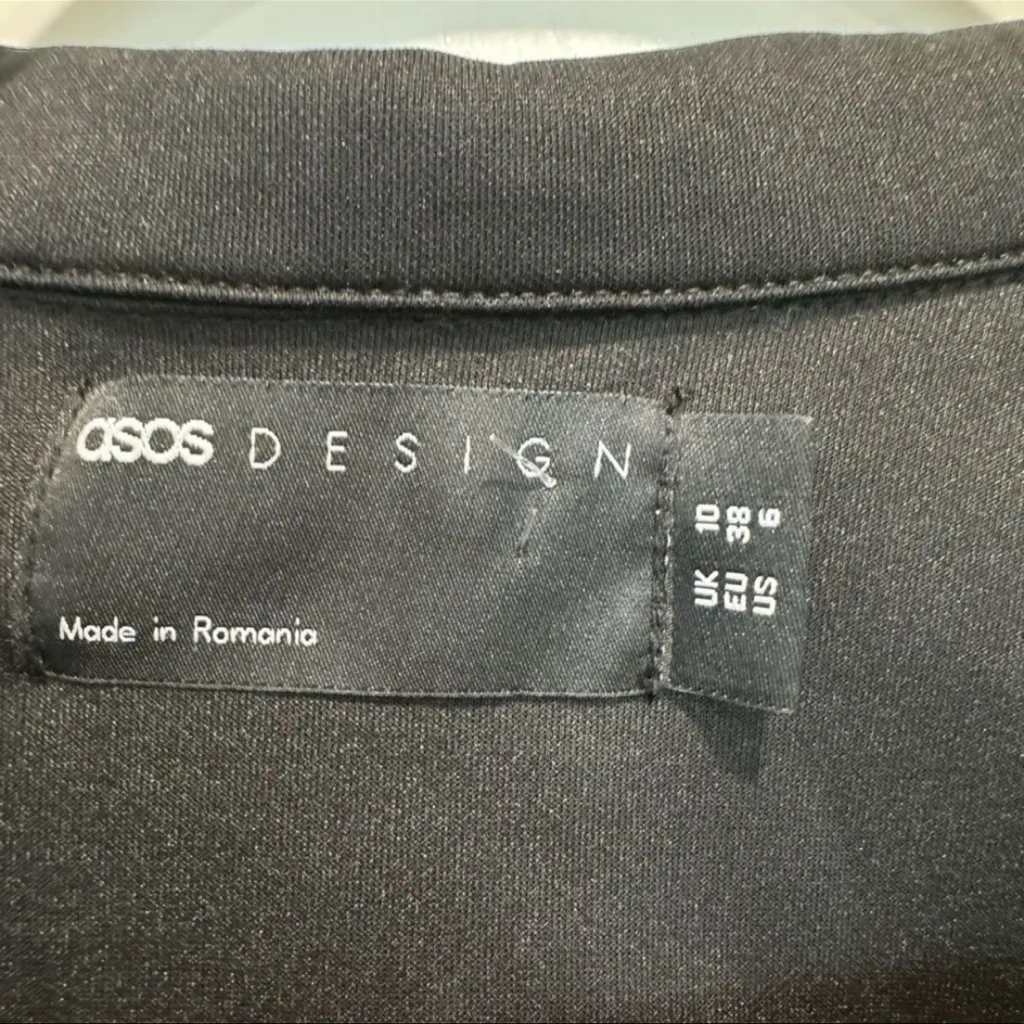 asos DESIGN
Made in Romania
UK 10
EU 38
US 6